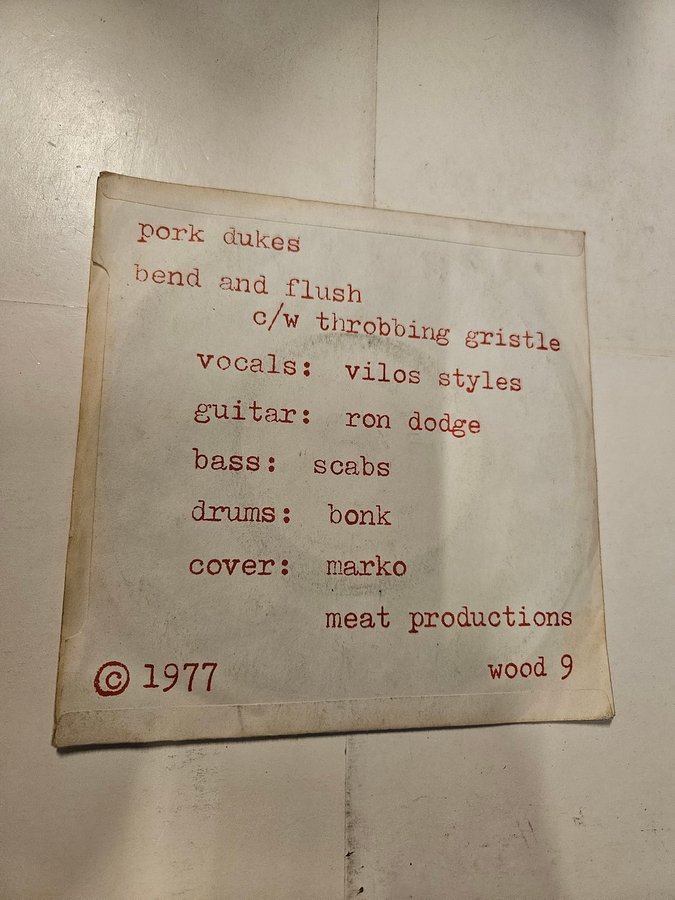 pork dukes
bend and flush
c/w throbbing gristle
vocals: vilos styles
guitar: ron dodge
bass: scabs
drums: bonk
cover: marko
meat productions
© 1977 wood 9